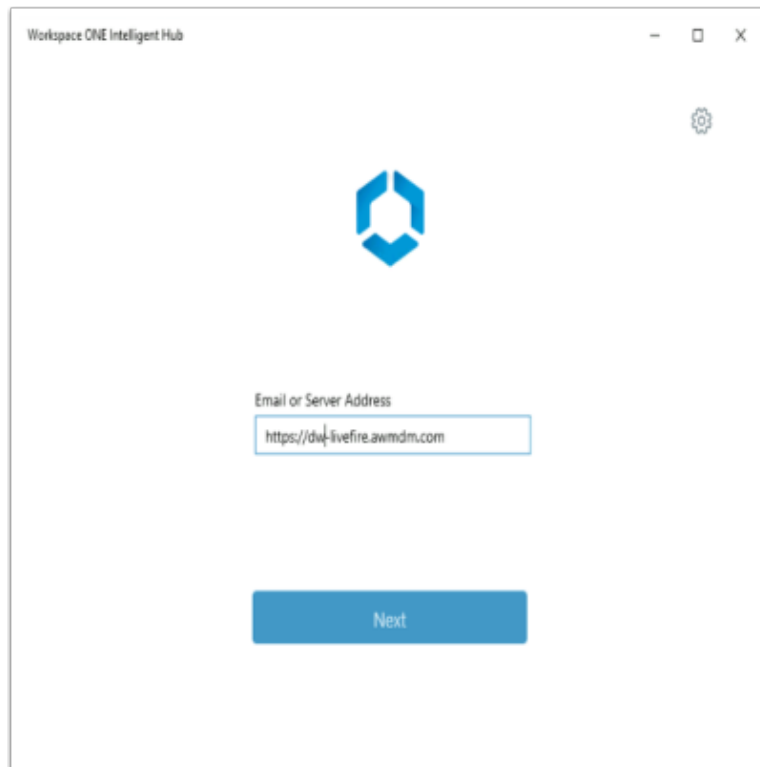 Workspace ONE Intelligent Hub
Email or Server Address
https://dw-livefire.awmdm.com
Next